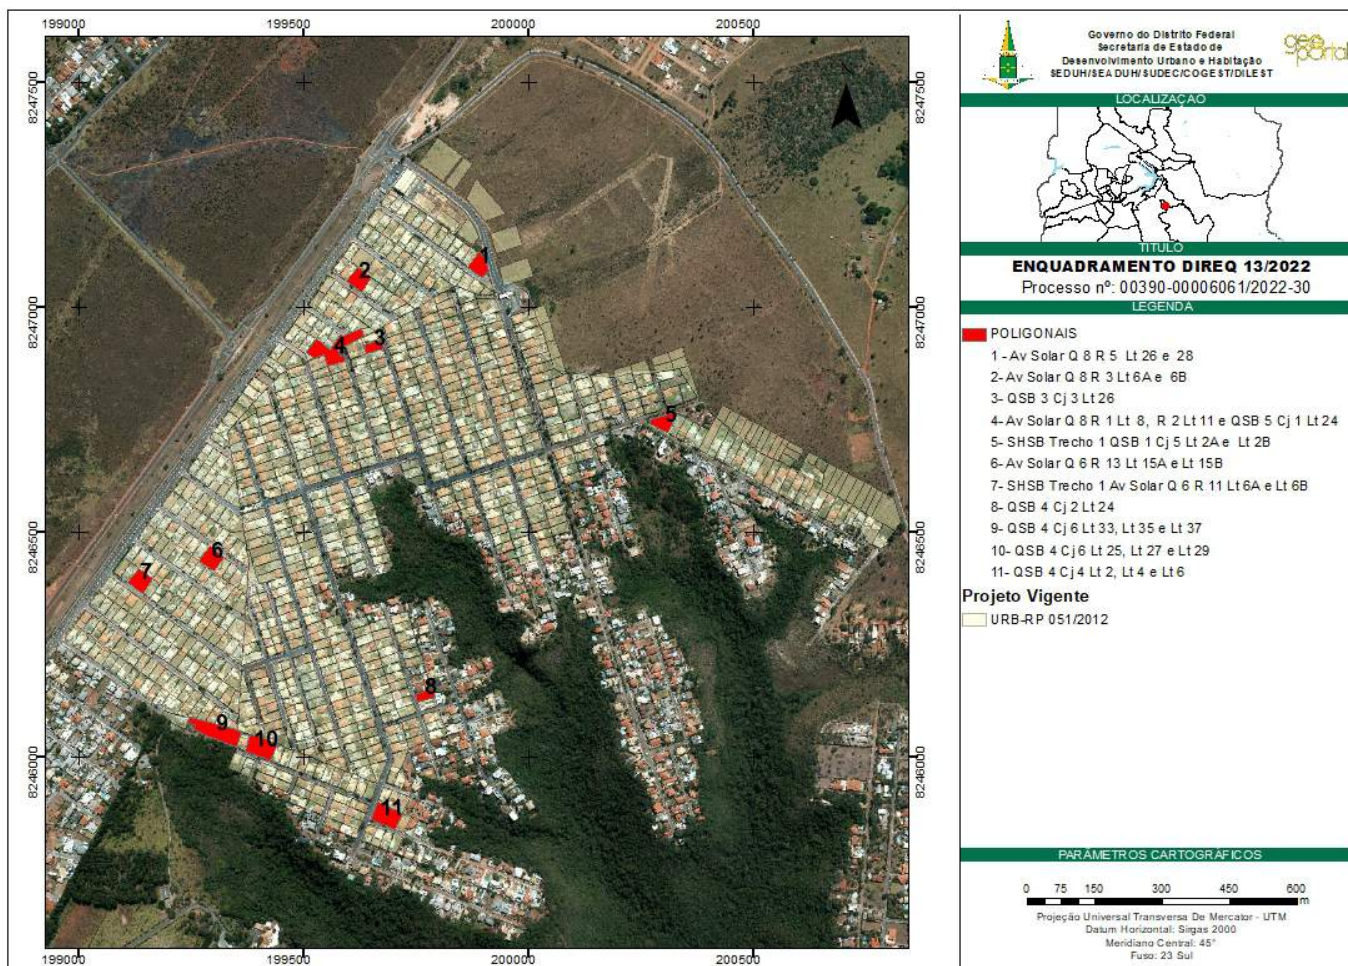 199000
199500
200000
200500
8247500
8247000
8246500
8246000
8247500
8247000
8246500
8246000
1
2
3
4
5
6
7
8
9
10
11
199000
199500
200000
200500
Governo do Distrito Federal
Secretaria de Estado de
Desenvolvimento Urbano e Habitação
SEDUH/SEADUH/SUDEC/COGEST/DILEST
geo
portal
LOCALIZAÇÃO
TITULO
ENQUADRAMENTO DIREQ 13/2022
Processo nº: 00390-00006061/2022-30
LEGENDA
POLIGONAIS
1 - Av Solar Q 8 R 5 Lt 26 e 28
2- Av Solar Q 8 R 3 Lt 6A e 6B
3- QSB 3 Cj 3 Lt 26
4- Av Solar Q 8 R 1 Lt 8, R 2 Lt 11 e QSB 5 Cj 1 Lt 24
5- SHSB Trecho 1 QSB 1 Cj 5 Lt 2A e Lt 2B
6- Av Solar Q 6 R 13 Lt 15A e Lt 15B
7- SHSB Trecho 1 Av Solar Q 6 R 11 Lt 6A e Lt 6B
8- QSB 4 Cj 2 Lt 24
9- QSB 4 Cj 6 Lt 33, Lt 35 e Lt 37
10- QSB 4 Cj 6 Lt 25, Lt 27 e Lt 29
11- QSB 4 Cj 4 Lt 2, Lt 4 e Lt 6
Projeto Vigente
URB-RP 051/2012
PARÂMETROS CARTOGRÁFICOS
0 75 150 300 450 600
m
Projeção Universal Transversa De Mercator - UTM
Datum Horizontal: Sirgas 2000
Meridiano Central: 45°
Fuso: 23 Sul